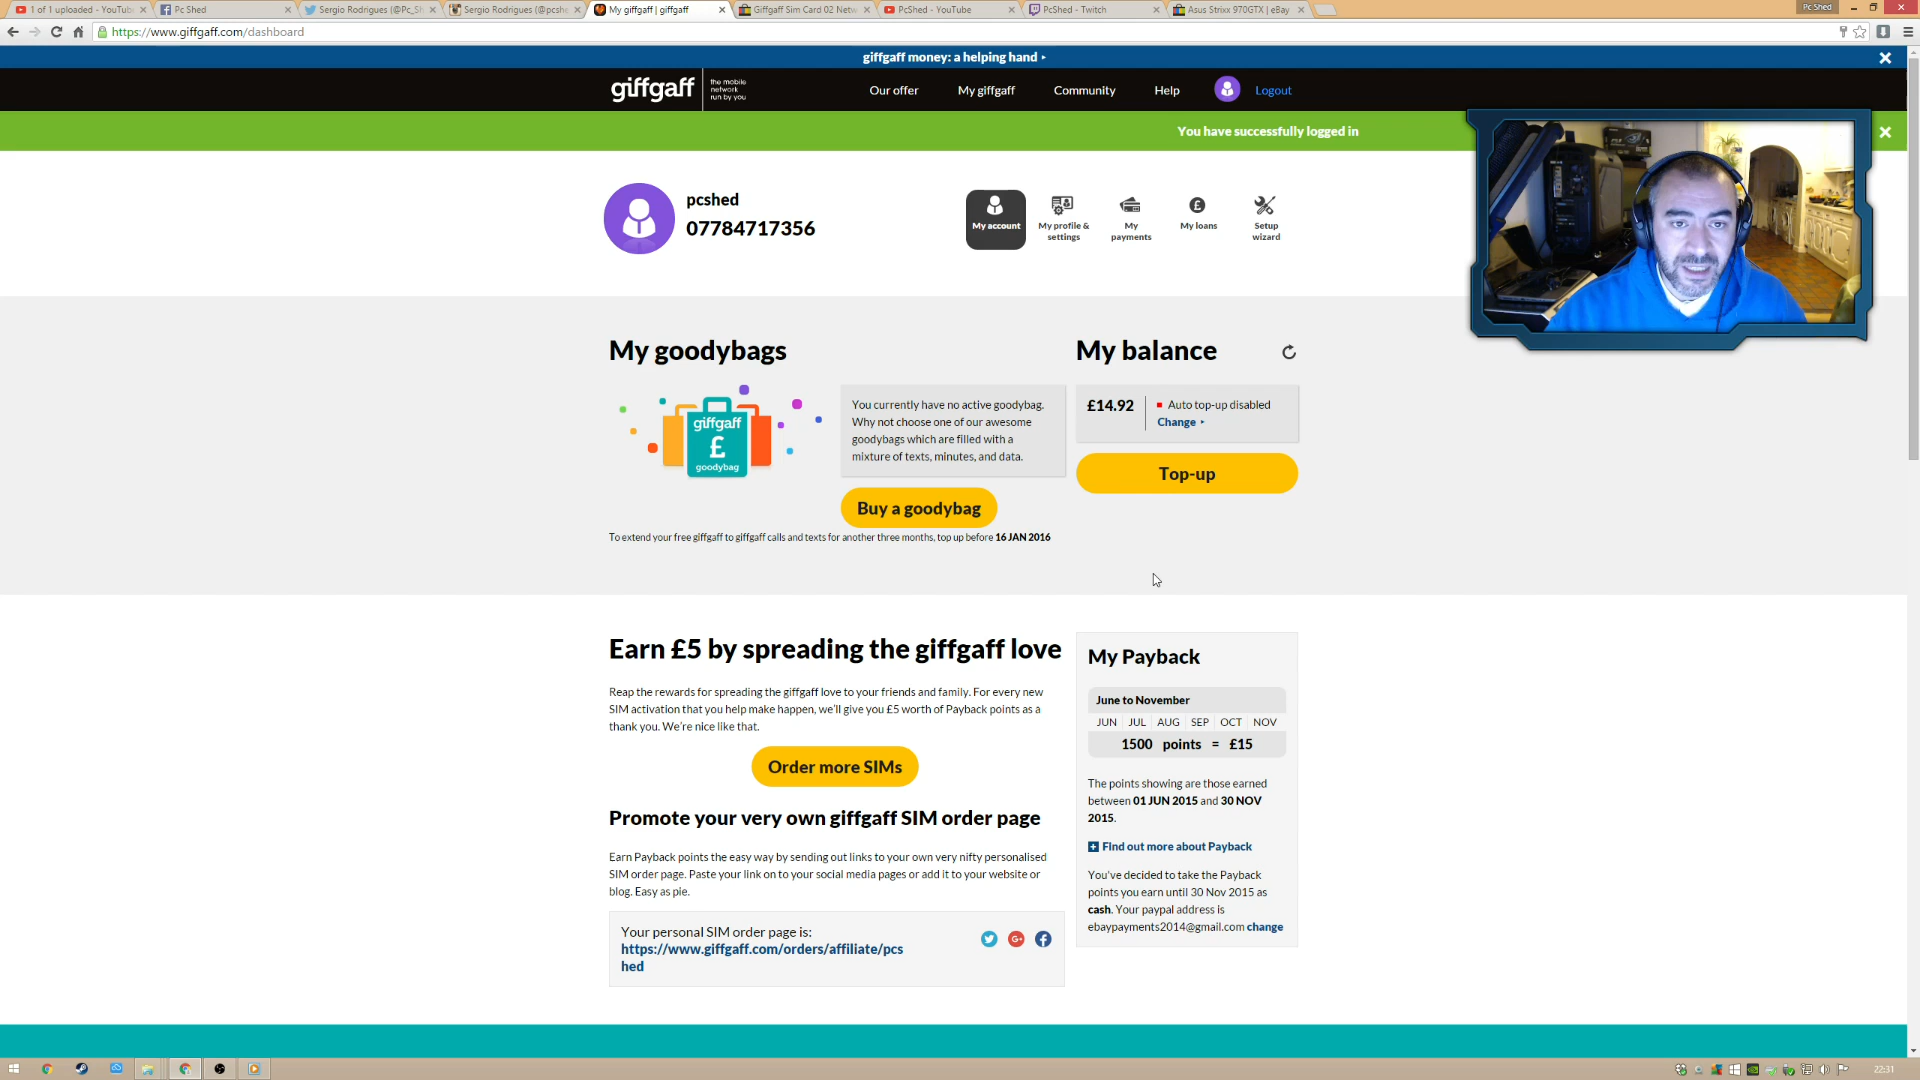 1 of 1 uploaded - YouTub
Pc Shed
Sergio Rodrigues (@Pc_Sh
Sergio Rodrigues (@pcshe
My giffgaff | giffgaff
Giffgaff Sim Card 02 Netw
PcShed - YouTube
PcShed - Twitch
Asus Strixx 970GTX | eBay
Pc Shed
https://www.giffgaff.com/dashboard
giffgaff money: a helping hand
giffgaff
the mobile
network
run by you
Our offer
My giffgaff
Community
Help
Logout
You have successfully logged in
pcshed
07784717356
My account
My profile &
settings
My
payments
My loans
Setup
wizard
My goodybags
giffgaff
£
goodybag
You currently have no active goodybag.
Why not choose one of our awesome
goodybags which are filled with a
mixture of texts, minutes, and data.
Buy a goodybag
To extend your free giffgaff to giffgaff calls and texts for another three months, top up before 16 JAN 2016
My balance
£14.92
Auto top-up disabled
Change
Top-up
Earn £5 by spreading the giffgaff love
Reap the rewards for spreading the giffgaff love to your friends and family. For every new
SIM activation that you help make happen, we'll give you £5 worth of Payback points as a
thank you. We're nice like that.
Order more SIMs
Promote your very own giffgaff SIM order page
Earn Payback points the easy way by sending out links to your own very nifty personalised
SIM order page. Paste your link on to your social media pages or add it to your website or
blog. Easy as pie.
Your personal SIM order page is:
https://www.giffgaff.com/orders/affiliate/pcs
hed
My Payback
June to November
JUN JUL AUG SEP OCT NOV
1500 points = £15
The points showing are those earned
between 01 JUN 2015 and 30 NOV
2015.
Find out more about Payback
You've decided to take the Payback
points you earn until 30 Nov 2015 as
cash. Your paypal address is
ebaypayments2014@gmail.com change
22:31